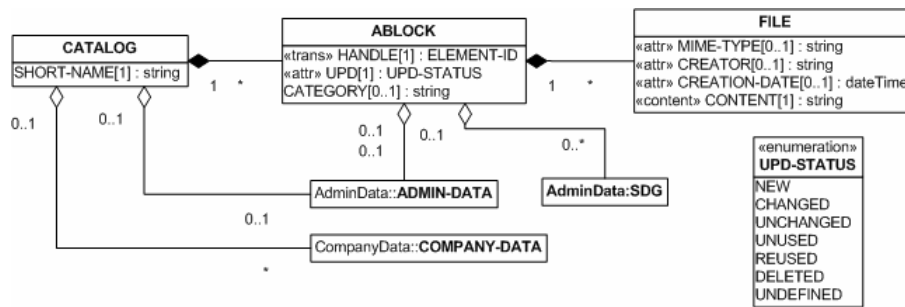 CATALOG
SHORT-NAME[1] : string
ABLOCK
«trans» HANDLE[1] : ELEMENT-ID
«attr» UPD[1] : UPD-STATUS
CATEGORY[0..1] : string
FILE
«attr» MIME-TYPE[0..1] : string
«attr» CREATOR[0..1] : string
«attr» CREATION-DATE[0..1] : dateTime
«content» CONTENT[1] : string
1 *
1 *
0..1
0..1
0..1
0..1
0..1
0..*
AdminData::ADMIN-DATA
AdminData:SDG
0..1
CompanyData::COMPANY-DATA
*
«enumeration»
UPD-STATUS
NEW
CHANGED
UNCHANGED
UNUSED
REUSED
DELETED
UNDEFINED